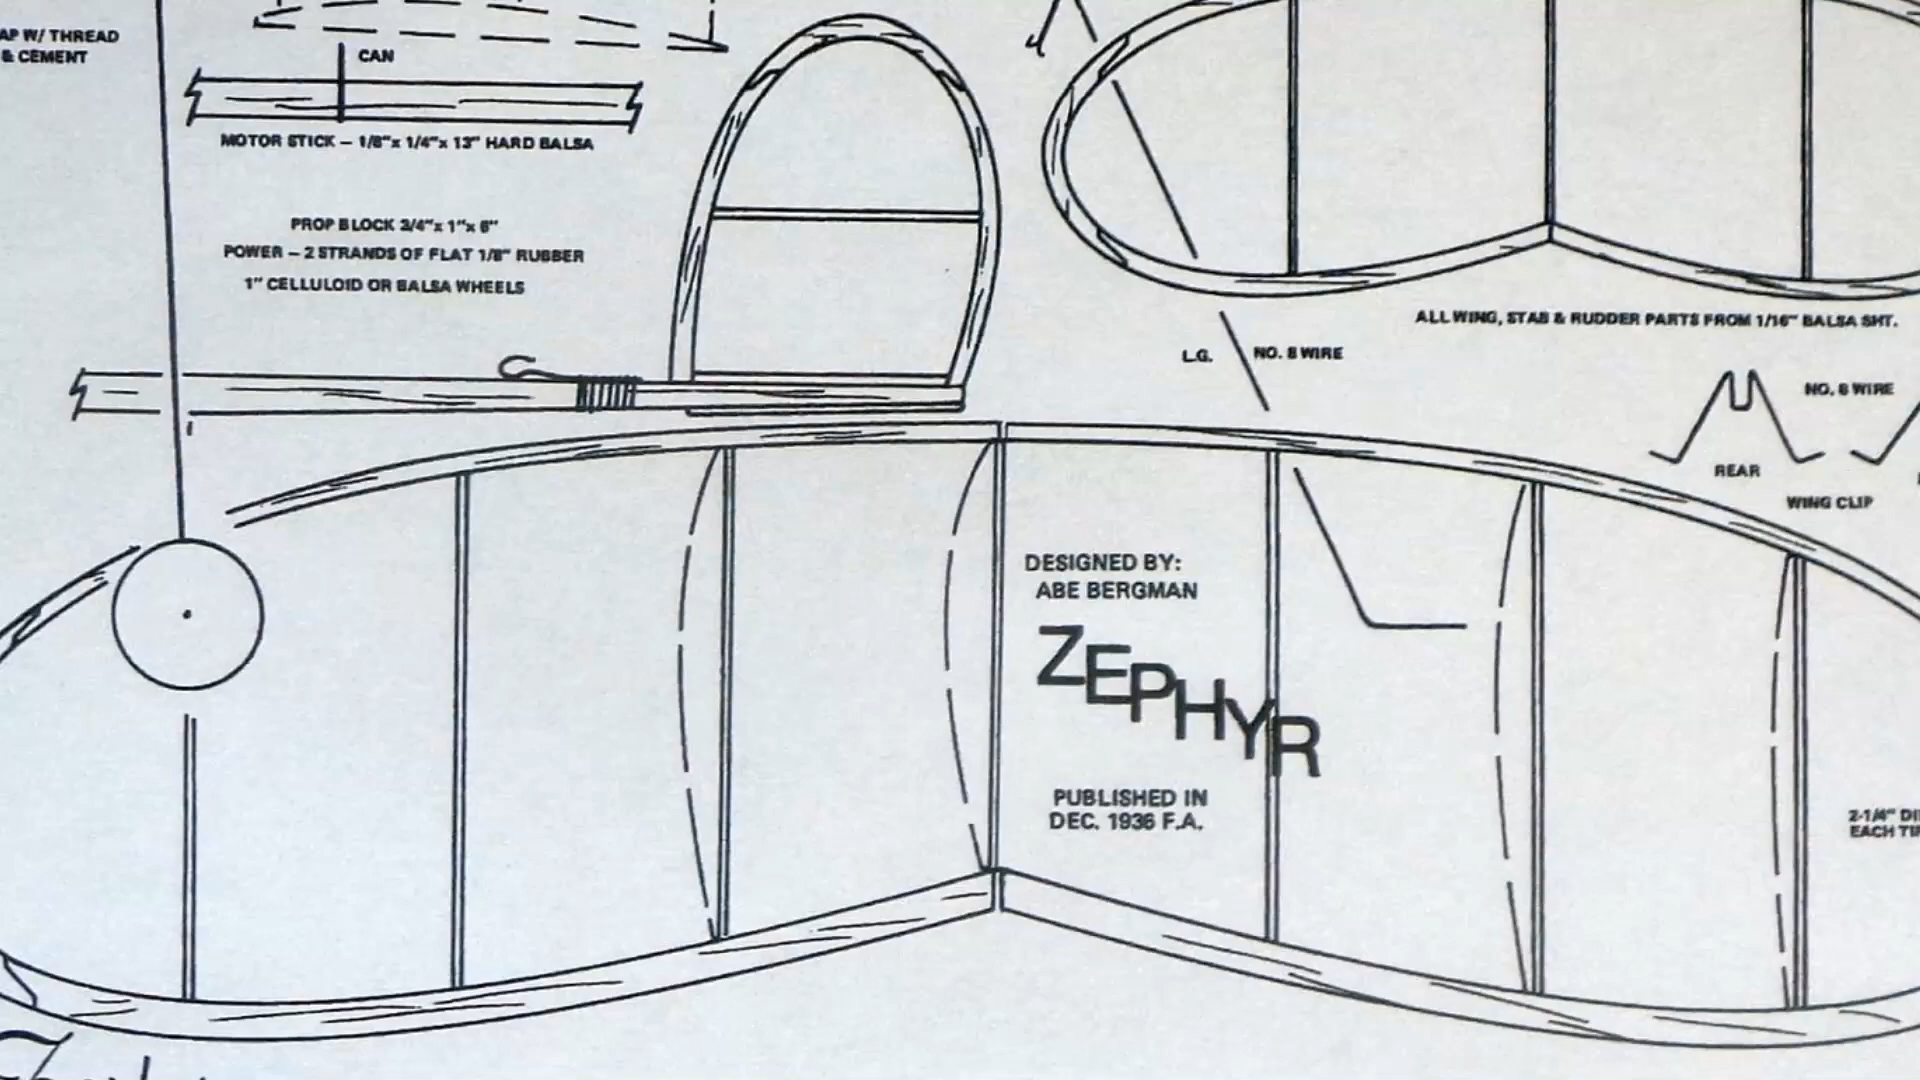 AP W/ THREAD
& CEMENT
CAN
MOTOR STICK – 1/8"x 1/4"x 13" HARD BALSA
PROP BLOCK 3/4"x 1"x 6"
POWER – 2 STRANDS OF FLAT 1/8" RUBBER
1" CELLULOID OR BALSA WHEELS
ALL WING, STAB & RUDDER PARTS FROM 1/16" BALSA SHT.
L.G.
NO. 8 WIRE
NO. 8 WIRE
REAR
WING CLIP
DESIGNED BY:
ABE BERGMAN
ZEPHYR
PUBLISHED IN
DEC. 1936 F.A.
2-1/4" DI
EACH TIP